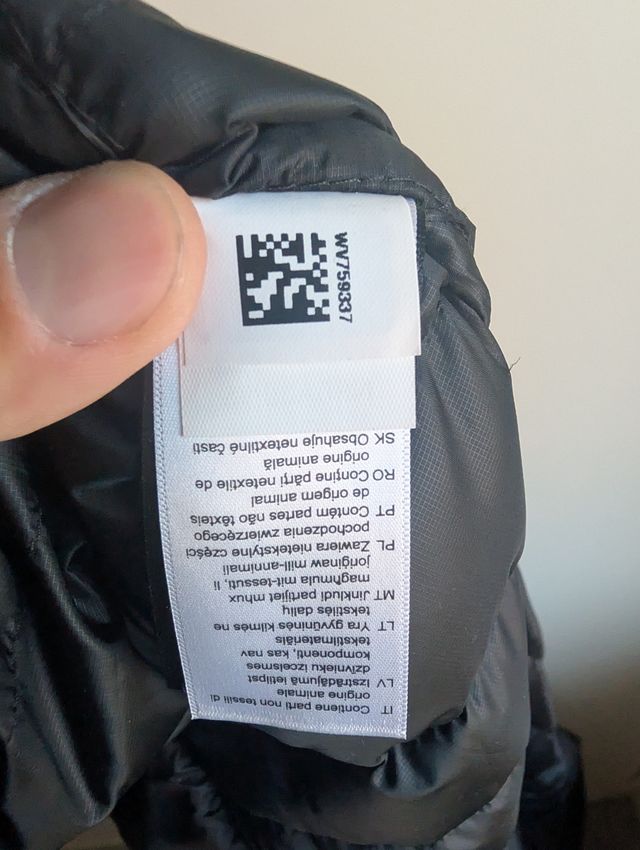 WV759337
IT Contiene parti non tessili di
origine animale
LV Izstrādājumā ietilpst
dzīvnieku izcelsmes
komponenti, kas nav
tekstilmateriāls
LT Yra gyvūninės kilmės ne
tekstilės dalių
MT Jinkludi partijiet mhux
magħmula mit-tessuti, li
joriġinaw mill-annimali
PL Zawiera nietekstylne części
pochodzenia zwierzęcego
PT Contém partes não têxteis
de origem animal
RO Conţine părţi netextile de
origine animală
SK Obsahuje netextilné časti